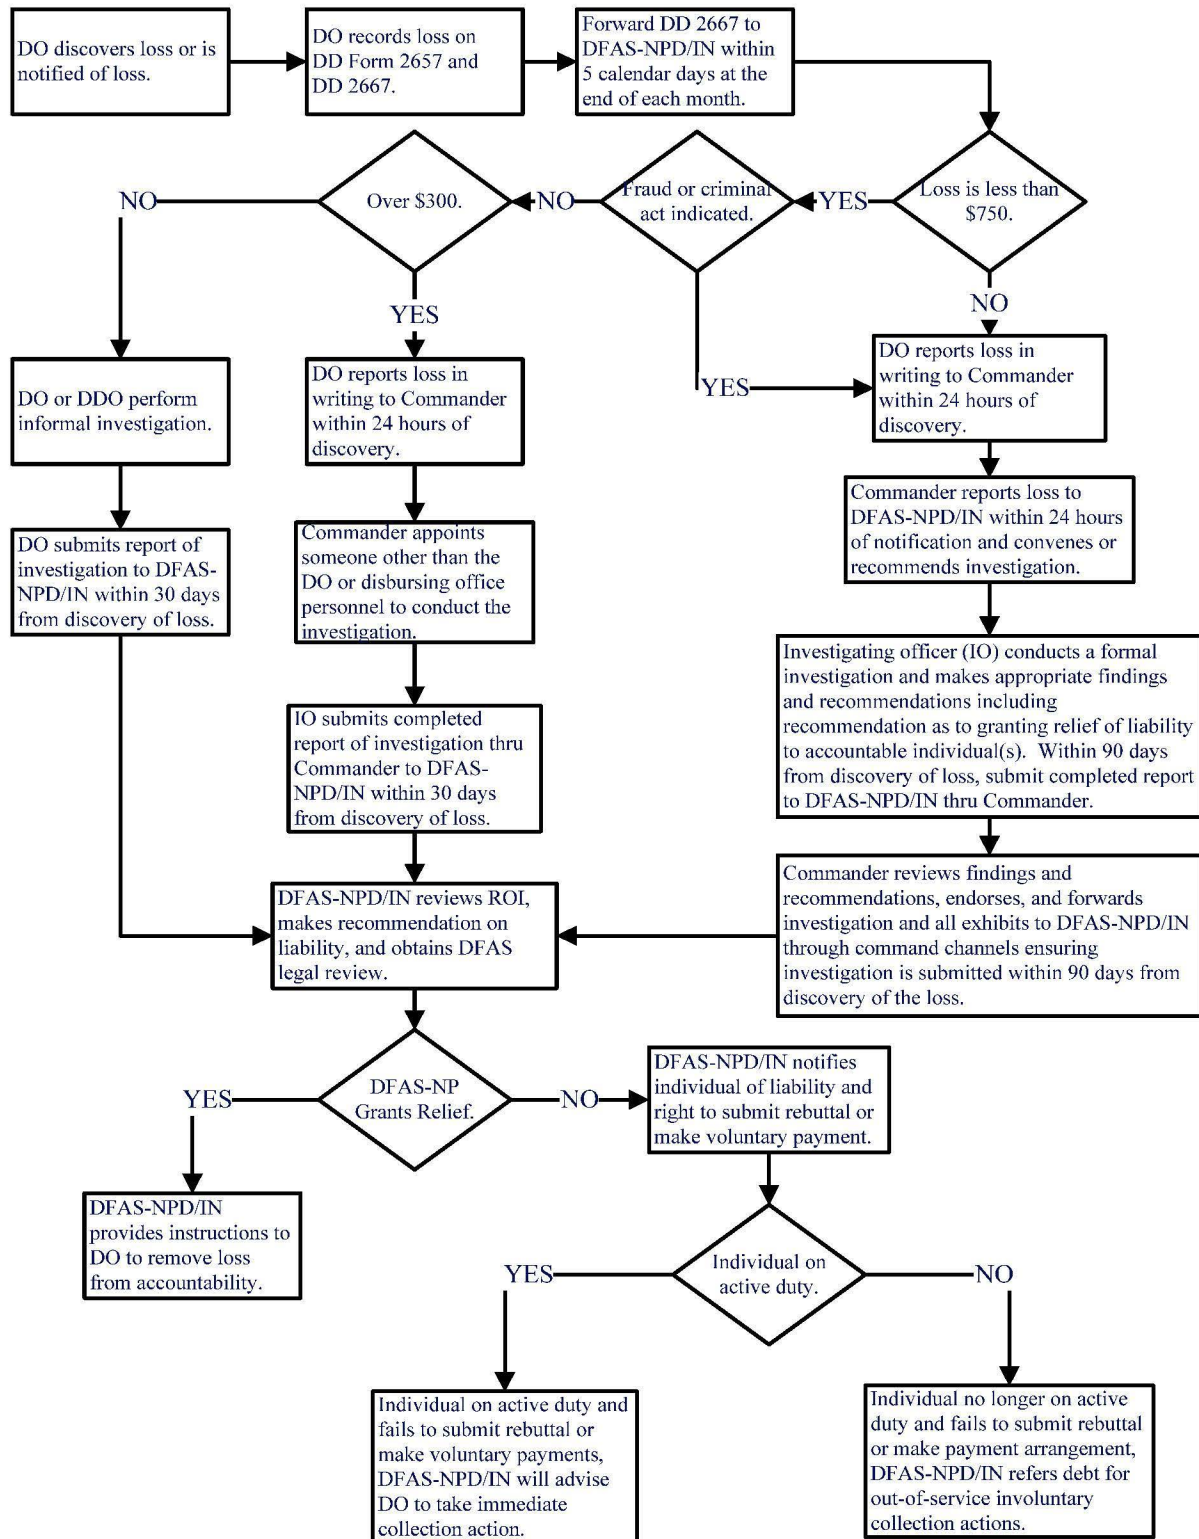 DO discovers loss or is
notified of loss.
DO records loss on
DD Form 2657 and
DD 2667.
Forward DD 2667 to
DFAS-NPD/IN within
5 calendar days at the
end of each month.
Loss is less than
$750.
YES
Fraud or criminal
act indicated.
NO
Over $300.
NO
YES
NO
YES
DO or DDO perform
informal investigation.
DO submits report of
investigation to DFAS-
NPD/IN within 30 days
from discovery of loss.
DO reports loss in
writing to Commander
within 24 hours of
discovery.
Commander appoints
someone other than the
DO or disbursing office
personnel to conduct the
investigation.
IO submits completed
report of investigation thru
Commander to DFAS-
NPD/IN within 30 days
from discovery of loss.
DO reports loss in
writing to Commander
within 24 hours of
discovery.
Commander reports loss to
DFAS-NPD/IN within 24 hours
of notification and convenes or
recommends investigation.
Investigating officer (IO) conducts a formal
investigation and makes appropriate findings
and recommendations including
recommendation as to granting relief of liability
to accountable individual(s). Within 90 days
from discovery of loss, submit completed report
to DFAS-NPD/IN thru Commander.
Commander reviews findings and
recommendations, endorses, and forwards
investigation and all exhibits to DFAS-NPD/IN
through command channels ensuring
investigation is submitted within 90 days from
discovery of the loss.
DFAS-NPD/IN reviews ROI,
makes recommendation on
liability, and obtains DFAS
legal review.
DFAS-NP
Grants Relief.
YES
NO
DFAS-NPD/IN
provides instructions to
DO to remove loss
from accountability.
DFAS-NPD/IN notifies
individual of liability and
right to submit rebuttal or
make voluntary payment.
Individual on
active duty.
YES
NO
Individual on active duty and
fails to submit rebuttal or
make voluntary payments,
DFAS-NPD/IN will advise
DO to take immediate
collection action.
Individual no longer on active
duty and fails to submit rebuttal
or make payment arrangement,
DFAS-NPD/IN refers debt for
out-of-service involuntary
collection actions.